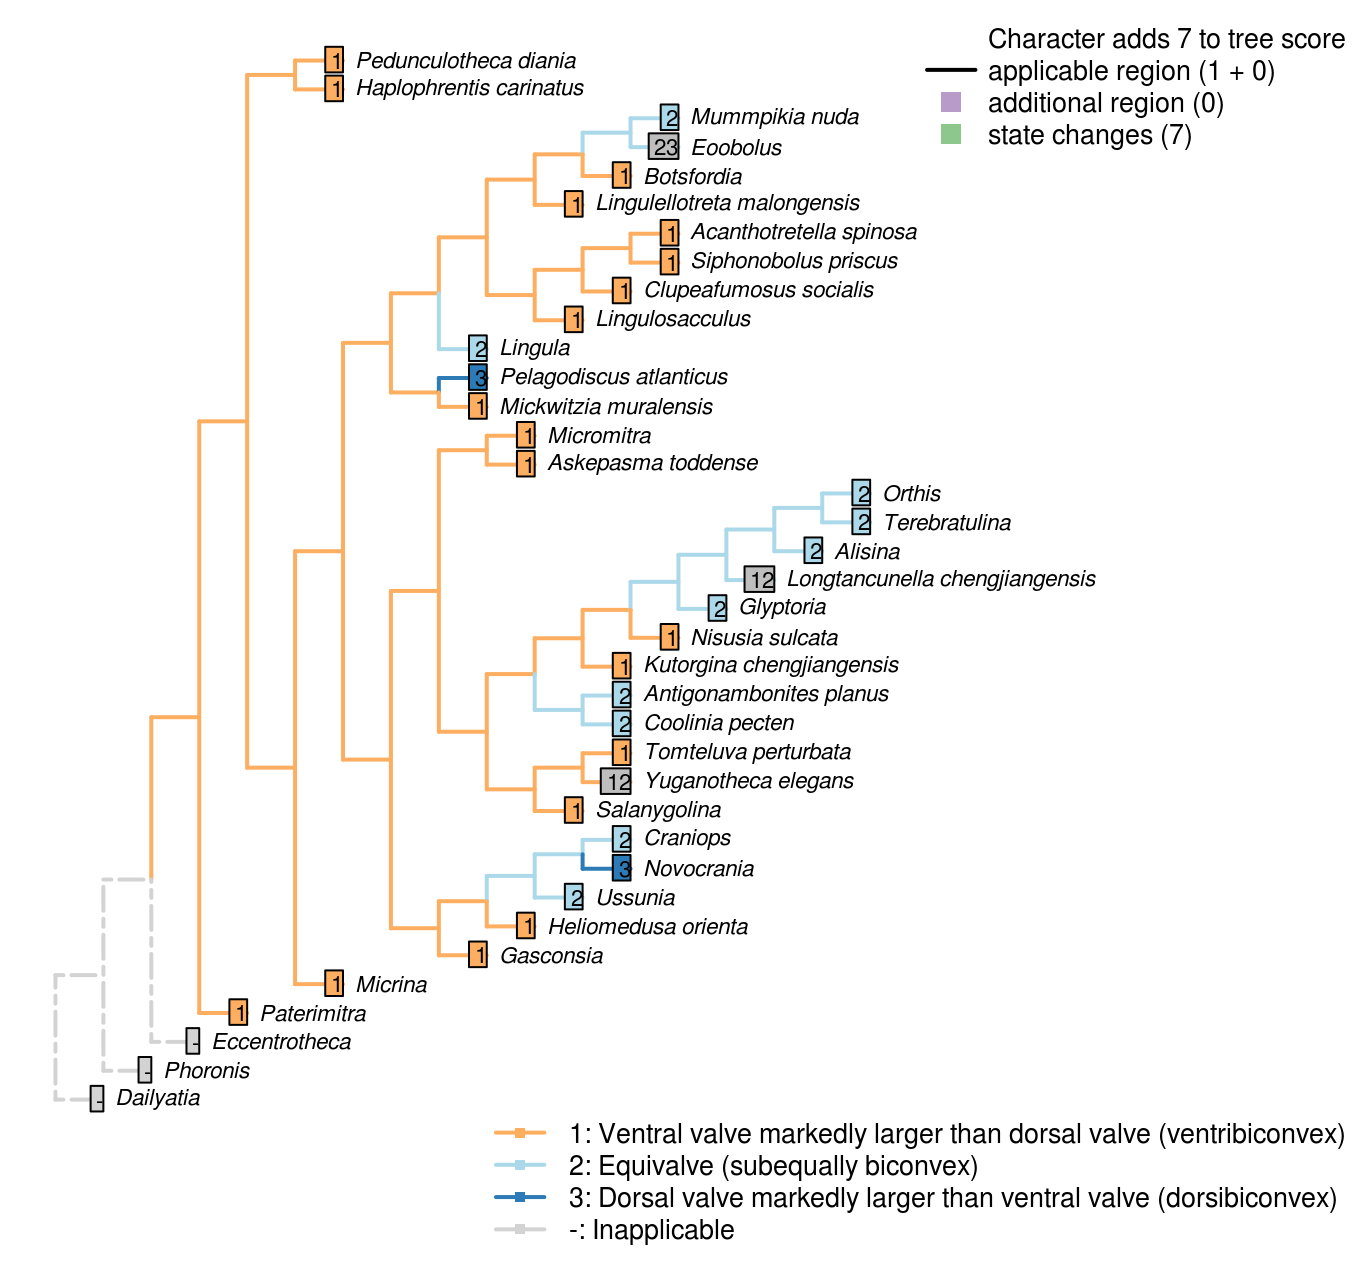 Character adds 7 to tree score
applicable region (1 + 0)
additional region (0)
state changes (7)
1 Pedunculotheca diania
1 Haplophrentis carinatus
2 Mummpikia nuda
23 Eoobolus
1 Botsfordia
1 Lingulellotreta malongensis
1 Acanthotretella spinosa
1 Siphonobolus priscus
1 Clupeafumosus socialis
1 Lingulosacculus
2 Lingula
3 Pelagodiscus atlanticus
1 Mickwitzia muralensis
1 Micromitra
1 Askepasma toddense
2 Orthis
2 Terebratulina
2 Alisina
12 Longtancunella chengjiangensis
2 Glyptoria
1 Nisusia sulcata
1 Kutorgina chengjiangensis
2 Antigonambonites planus
2 Coolinia pecten
1 Tomteluva perturbata
12 Yuganotheca elegans
1 Salanygolina
2 Craniops
3 Novocrania
2 Ussunia
1 Heliomedusa orienta
1 Gasconsia
1 Micrina
1 Paterimitra
- Eccentrotheca
- Phoronis
- Dailyatia
1: Ventral valve markedly larger than dorsal valve (ventribiconvex)
2: Equivalve (subequally biconvex)
3: Dorsal valve markedly larger than ventral valve (dorsibiconvex)
-: Inapplicable